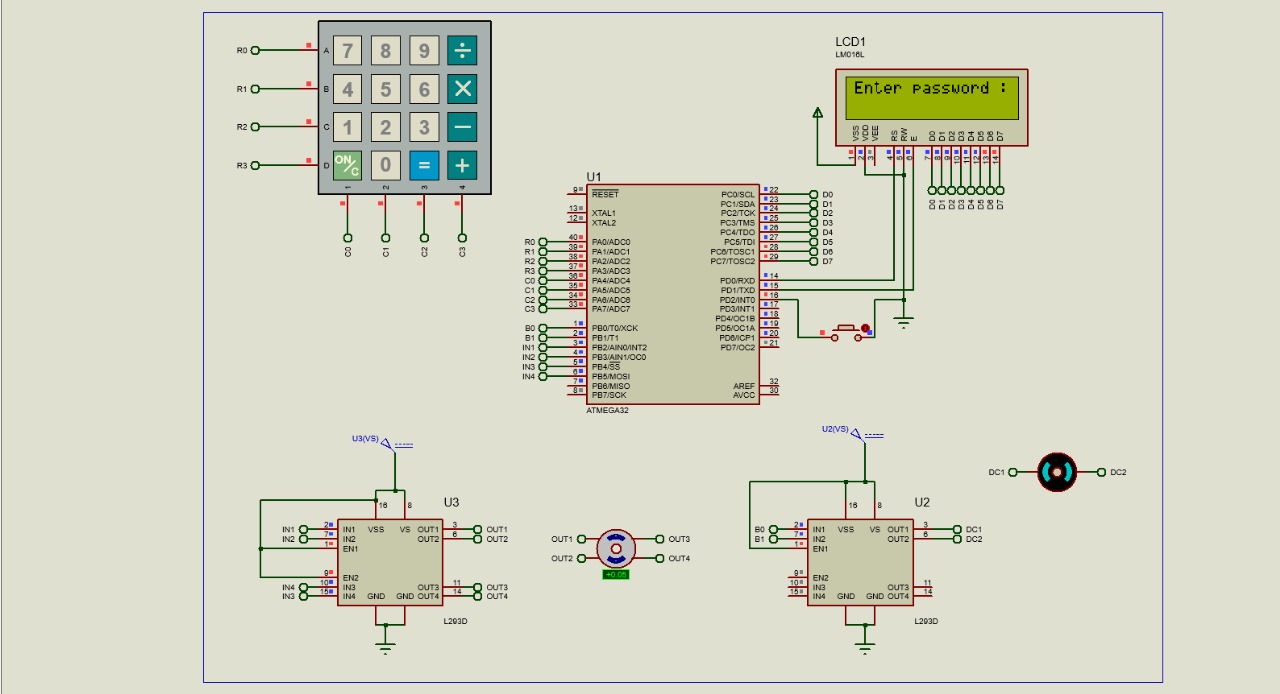 LCD1
LM016L
Enter password :
VSS VDD VEE RS RW E D0 D1 D2 D3 D4 D5 D6 D7
1 2 3 4 5 6 7 8 9 10 11 12 13 14
D0 D1 D2 D3 D4 D5 D6 D7
R0 A 7 8 9 ÷
R1 B 4 5 6 ×
R2 C 1 2 3 −
R3 D ON/C 0 = +
1 2 3 4
C0 C1 C2 C3
U1
9 RESET PC0/SCL 22 D0
PC1/SDA 23 D1
13 XTAL1 PC2/TCK 24 D2
12 XTAL2 PC3/TMS 25 D3
PC4/TDO 26 D4
R0 40 PA0/ADC0 PC5/TDI 27 D5
R1 39 PA1/ADC1 PC6/TOSC1 28 D6
R2 38 PA2/ADC2 PC7/TOSC2 29 D7
R3 37 PA3/ADC3
C0 36 PA4/ADC4 PD0/RXD 14
C1 35 PA5/ADC5 PD1/TXD 15
C2 34 PA6/ADC6 PD2/INT0 16
C3 33 PA7/ADC7 PD3/INT1 17
PD4/OC1B 18
B0 1 PB0/T0/XCK PD5/OC1A 19
B1 2 PB1/T1 PD6/ICP1 20
IN1 3 PB2/AIN0/INT2 PD7/OC2 21
IN2 4 PB3/AIN1/OC0
IN3 5 PB4/SS
IN4 6 PB5/MOSI
7 PB6/MISO AREF 32
8 PB7/SCK AVCC 30
ATMEGA32
U3(VS)
U3
16 8
IN1 2 IN1 VSS VS OUT1 3 OUT1
IN2 7 IN2 OUT2 6 OUT2
1 EN1
9 EN2
IN4 10 IN3 OUT3 11 OUT3
IN3 15 IN4 GND GND OUT4 14 OUT4
L293D
OUT1 OUT3
OUT2 OUT4
+0.05
U2(VS)
U2
16 8
B0 2 IN1 VSS VS OUT1 3 DC1
B1 7 IN2 OUT2 6 DC2
1 EN1
9 EN2
10 IN3 OUT3 11
15 IN4 GND GND OUT4 14
L293D
DC1 DC2